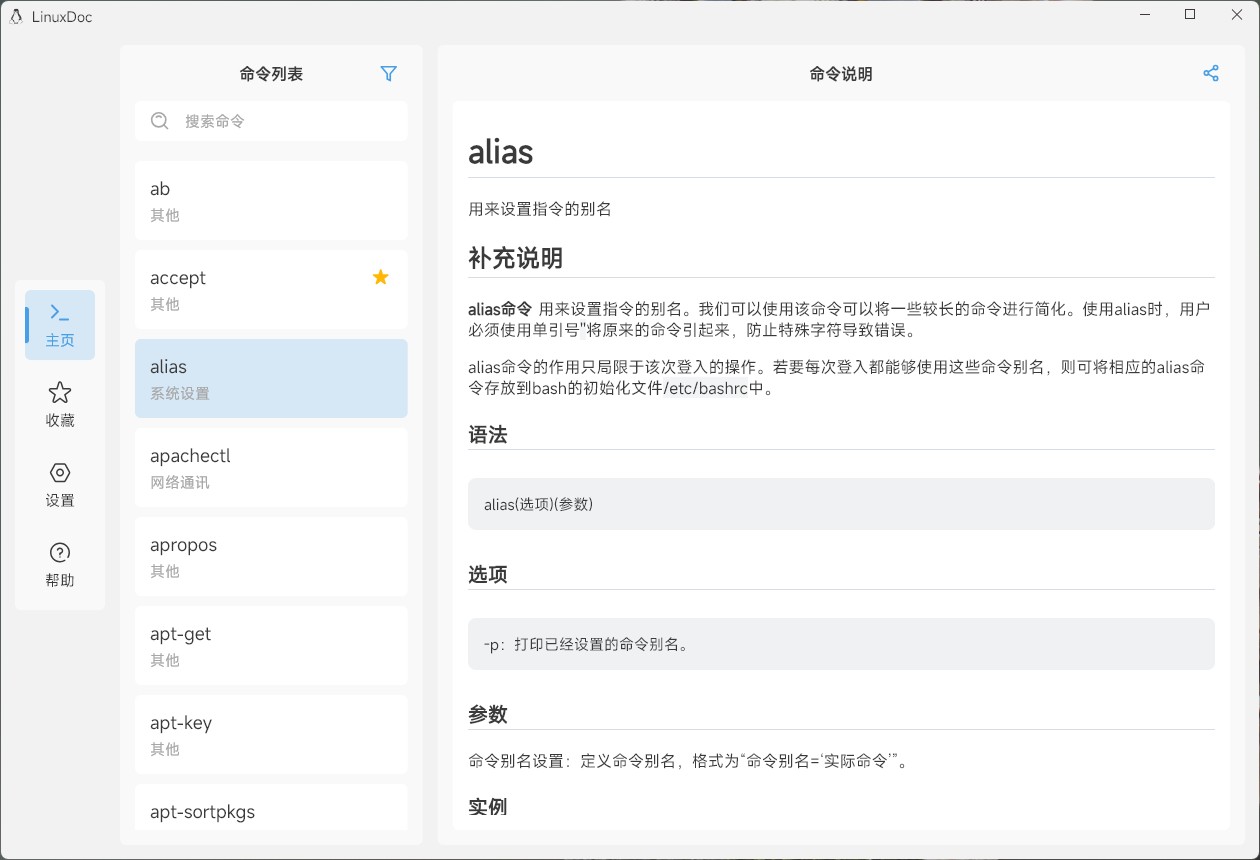 LinuxDoc
主页
收藏
设置
帮助
命令列表
搜索命令
ab
其他
accept
其他
alias
系统设置
apachectl
网络通讯
apropos
其他
apt-get
其他
apt-key
其他
apt-sortpkgs
命令说明
alias
用来设置指令的别名
补充说明
alias命令 用来设置指令的别名。我们可以使用该命令可以将一些较长的命令进行简化。使用alias时，用户
必须使用单引号''将原来的命令引起来，防止特殊字符导致错误。
alias命令的作用只局限于该次登入的操作。若要每次登入都能够使用这些命令别名，则可将相应的alias命
令存放到bash的初始化文件/etc/bashrc中。
语法
alias(选项)(参数)
选项
-p：打印已经设置的命令别名。
参数
命令别名设置：定义命令别名，格式为“命令别名=‘实际命令’”。
实例